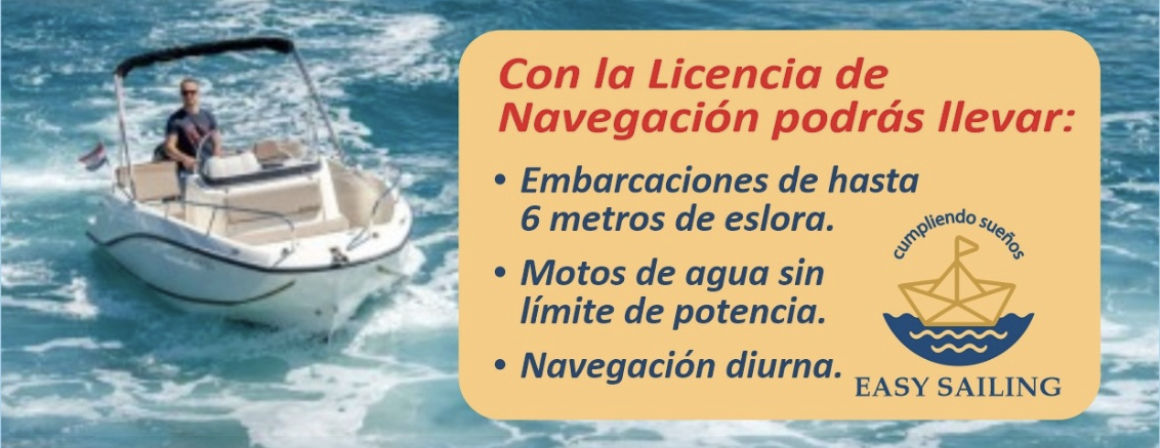 Con la Licencia de
Navegación podrás llevar:
• Embarcaciones de hasta
6 metros de eslora.
• Motos de agua sin
límite de potencia.
• Navegación diurna.
cumpliendo sueños
EASY SAILING